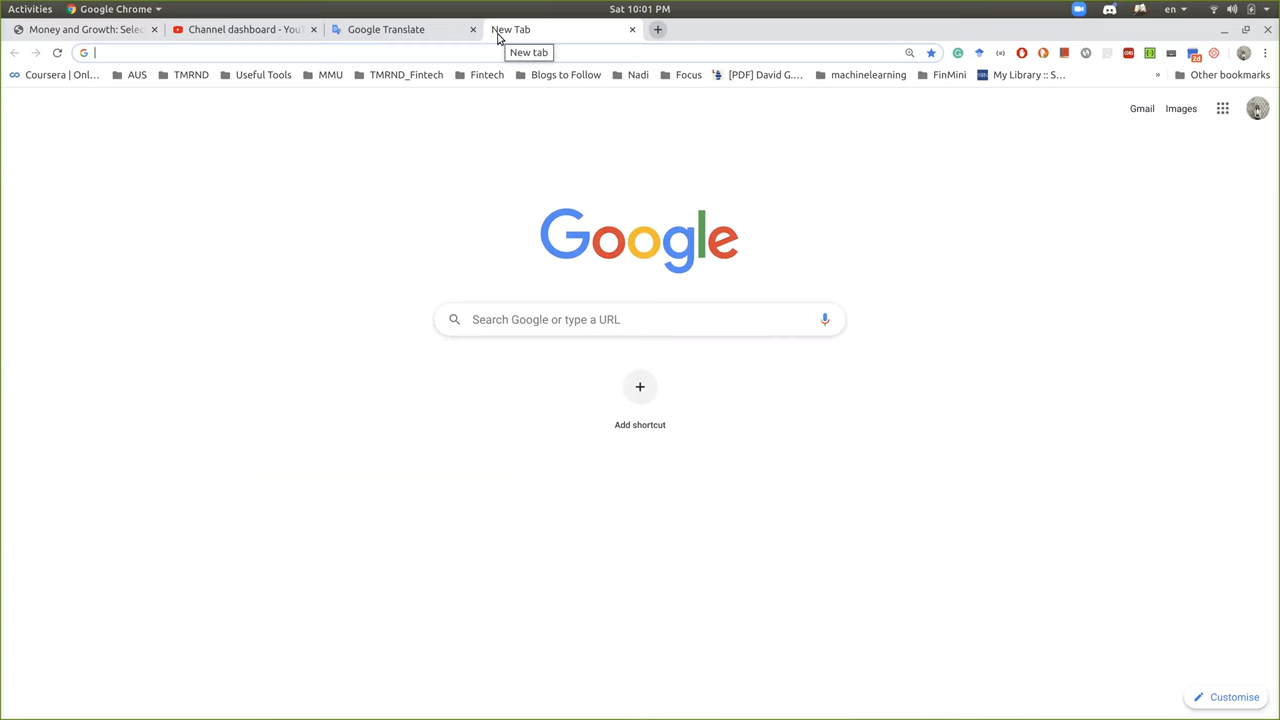 Activities Google Chrome Sat 10:01 PM en
Money and Growth: Selec Channel dashboard - YouT Google Translate New Tab
New tab
Coursera | Onl... AUS TMRND Useful Tools MMU TMRND_Fintech Fintech Blogs to Follow Nadi Focus [PDF] David G.... machinelearning FinMini My Library :: S... » Other bookmarks
Gmail Images
Google
Search Google or type a URL
Add shortcut
Customise